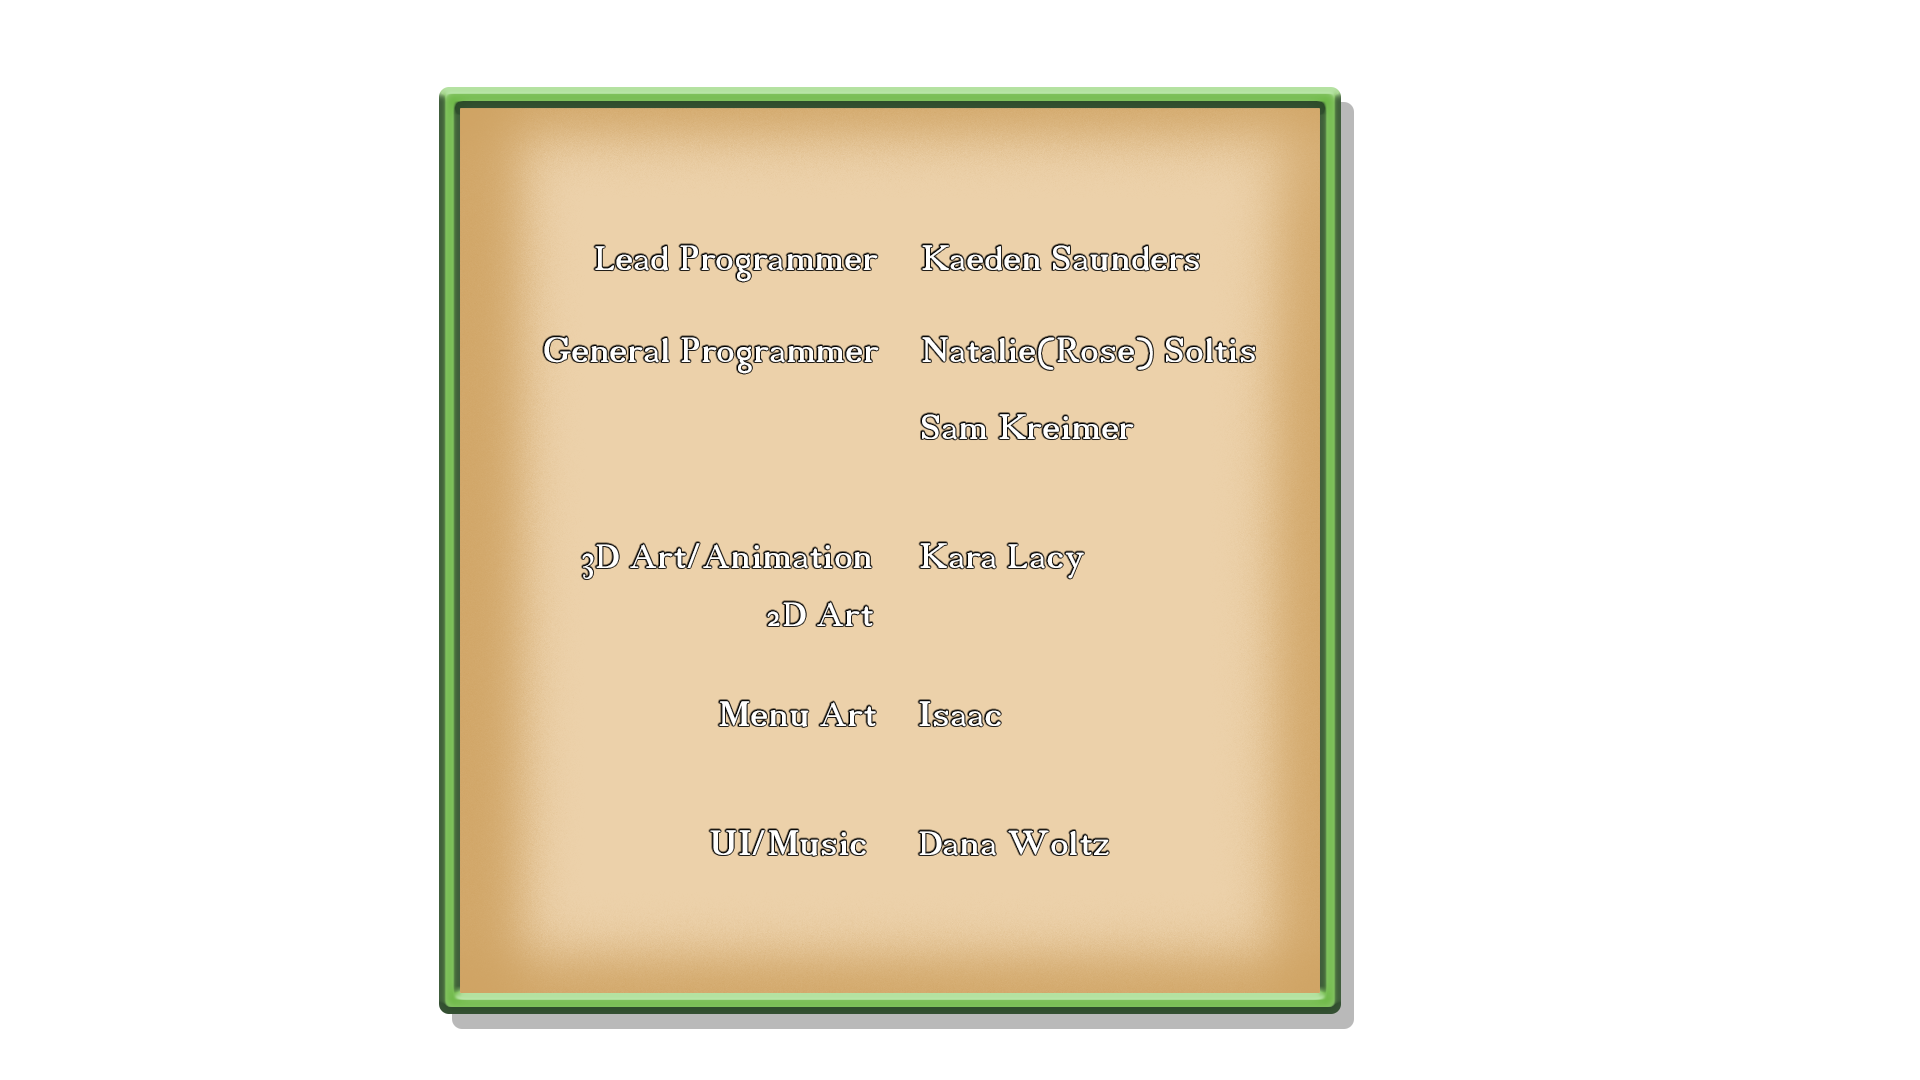 Lead Programmer Kaeden Saunders
General Programmer Natalie(Rose) Soltis
Sam Kreimer
3D Art/Animation Kara Lacy
2D Art
Menu Art Isaac
UI/Music Dana Woltz